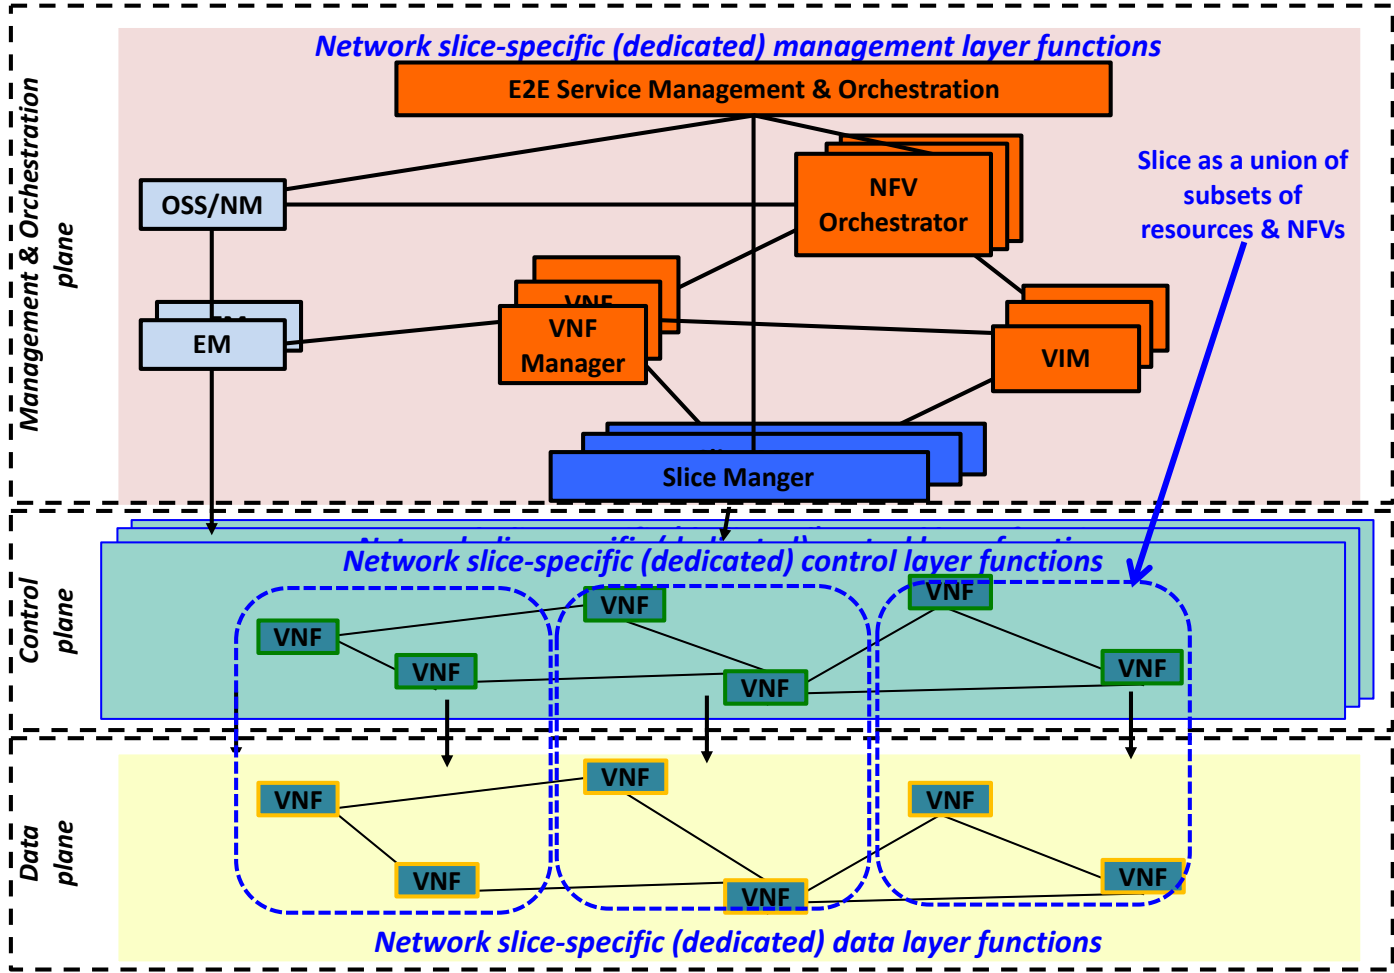 Network slice-specific (dedicated) management layer functions
E2E Service Management & Orchestration
Management & Orchestration
plane
Slice as a union of
subsets of
resources & NFVs
NFV
Orchestrator
OSS/NM
VNF
VNF
Manager
EM
VIM
Slice Manger
Control
plane
Network slice-specific (dedicated) control layer functions
VNF
VNF
VNF
VNF
VNF
VNF
Data
plane
VNF
VNF
VNF
VNF
VNF
VNF
Network slice-specific (dedicated) data layer functions